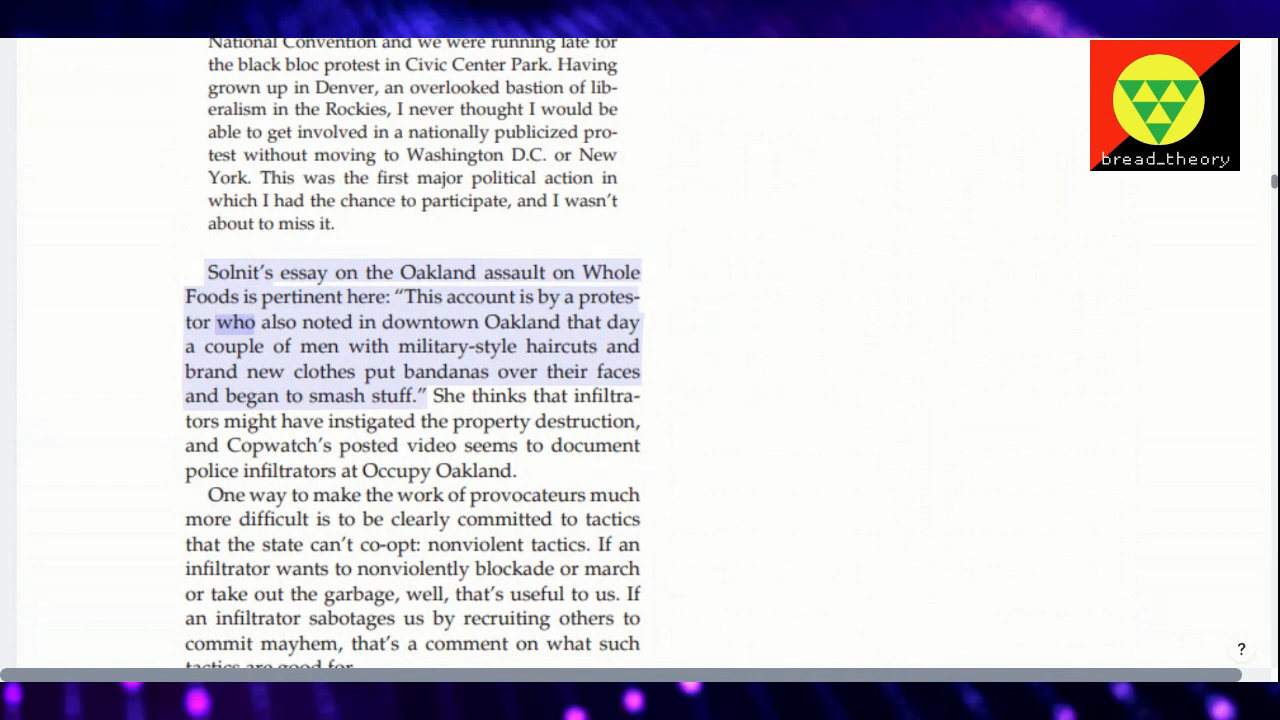 National Convention and we were running late for
the black bloc protest in Civic Center Park. Having
grown up in Denver, an overlooked bastion of lib-
eralism in the Rockies, I never thought I would be
able to get involved in a nationally publicized pro-
test without moving to Washington D.C. or New
York. This was the first major political action in
which I had the chance to participate, and I wasn't
about to miss it.
Solnit's essay on the Oakland assault on Whole
Foods is pertinent here: “This account is by a protes-
tor who also noted in downtown Oakland that day
a couple of men with military-style haircuts and
brand new clothes put bandanas over their faces
and began to smash stuff.” She thinks that infiltra-
tors might have instigated the property destruction,
and Copwatch's posted video seems to document
police infiltrators at Occupy Oakland.
One way to make the work of provocateurs much
more difficult is to be clearly committed to tactics
that the state can't co-opt: nonviolent tactics. If an
infiltrator wants to nonviolently blockade or march
or take out the garbage, well, that's useful to us. If
an infiltrator sabotages us by recruiting others to
commit mayhem, that's a comment on what such
tactics are good for.
bread_theory
?